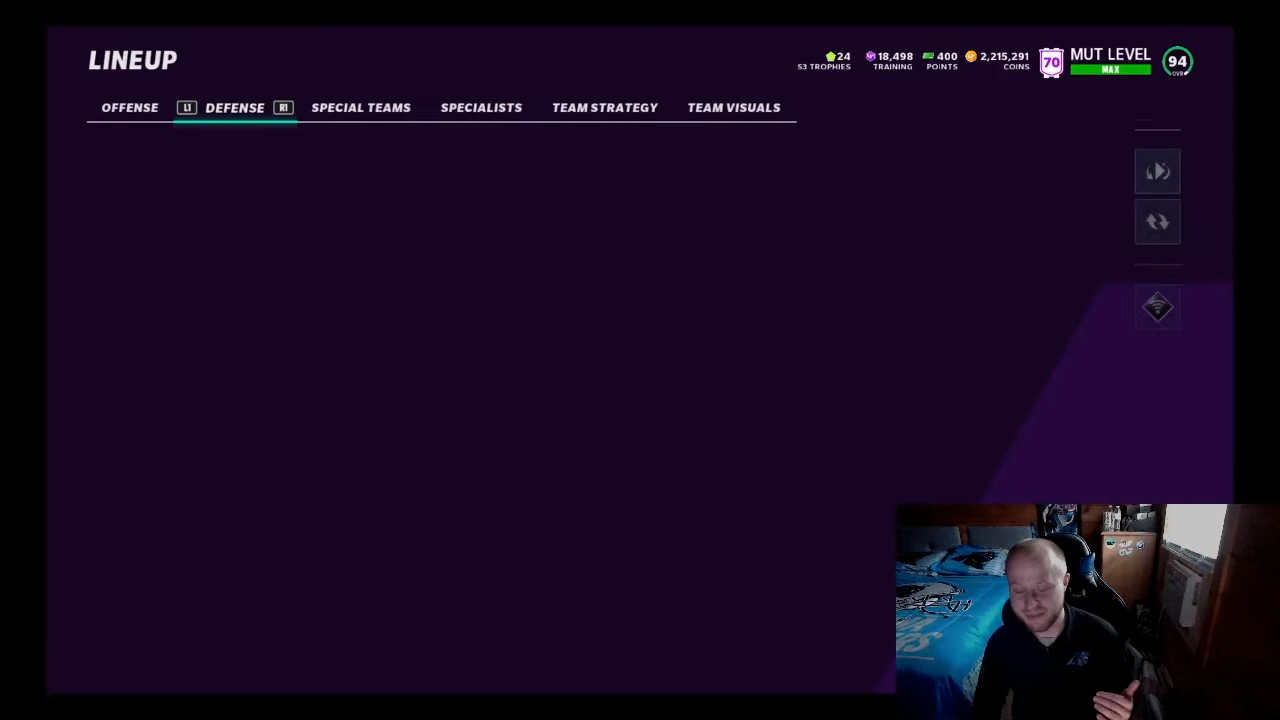 LINEUP
24
S3 TROPHIES
18,498
TRAINING
400
POINTS
2,215,291
COINS
70
MUT LEVEL
MAX
94
OVR
OFFENSE L1 DEFENSE R1 SPECIAL TEAMS SPECIALISTS TEAM STRATEGY TEAM VISUALS